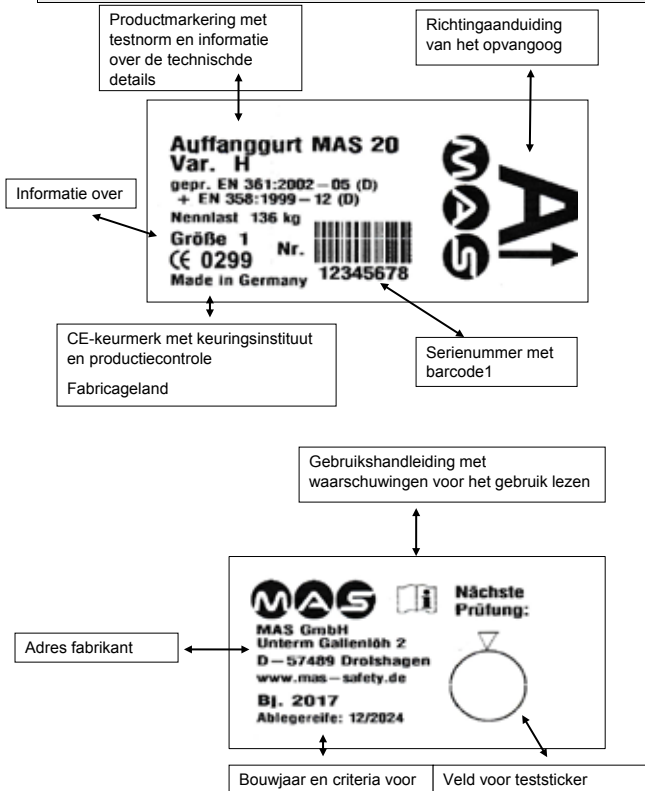 Productmarkering met
testnorm en informatie
over de technischde
details
Richtingaanduiding
van het opvangoog
Auffanggurt MAS 20
Var. H
gepr. EN 361:2002–05 (D)
+ EN 358:1999–12 (D)
Nennlast 136 kg
Größe 1
Nr.
CE 0299
12345678
Made in Germany
MAS
A
Informatie over
CE-keurmerk met keuringsinstituut
en productiecontrole
Fabricageland
Serienummer met
barcode1
Gebruikshandleiding met
waarschuwingen voor het gebruik lezen
MAS
i
Nächste
Prüfung:
MAS GmbH
Unterm Gallenlöh 2
D–57489 Drolshagen
www.mas–safety.de
Bj. 2017
Ablegereife: 12/2024
Adres fabrikant
Bouwjaar en criteria voor
Veld voor teststicker